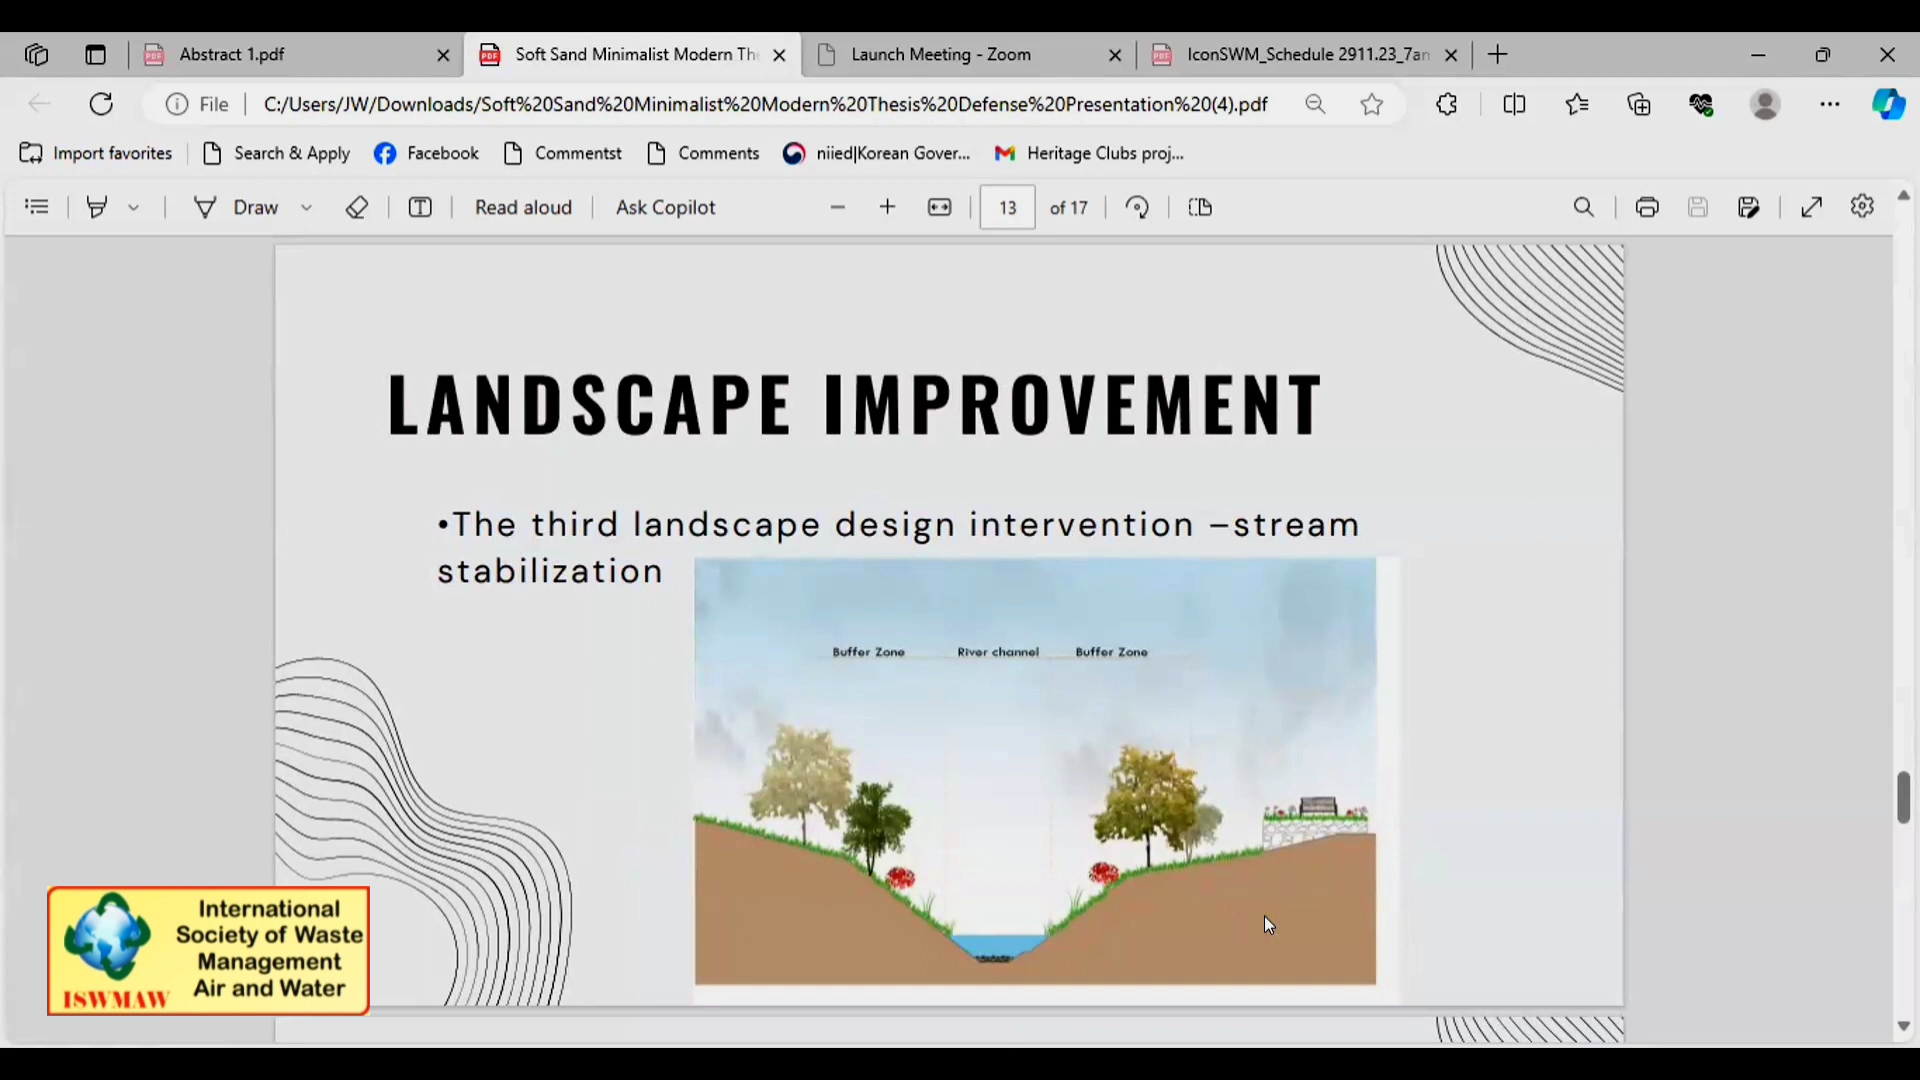 Abstract 1.pdf
Soft Sand Minimalist Modern The
Launch Meeting - Zoom
IconSWM_Schedule 2911.23_7an
File
C:/Users/JW/Downloads/Soft%20Sand%20Minimalist%20Modern%20Thesis%20Defense%20Presentation%20(4).pdf
Import favorites
Search & Apply
Facebook
Commentst
Comments
niied|Korean Gover...
Heritage Clubs proj...
Draw
Read aloud
Ask Copilot
13
of 17
LANDSCAPE IMPROVEMENT
•The third landscape design intervention –stream
stabilization
Buffer Zone
River channel
Buffer Zone
International
Society of Waste
Management
Air and Water
ISWMAW